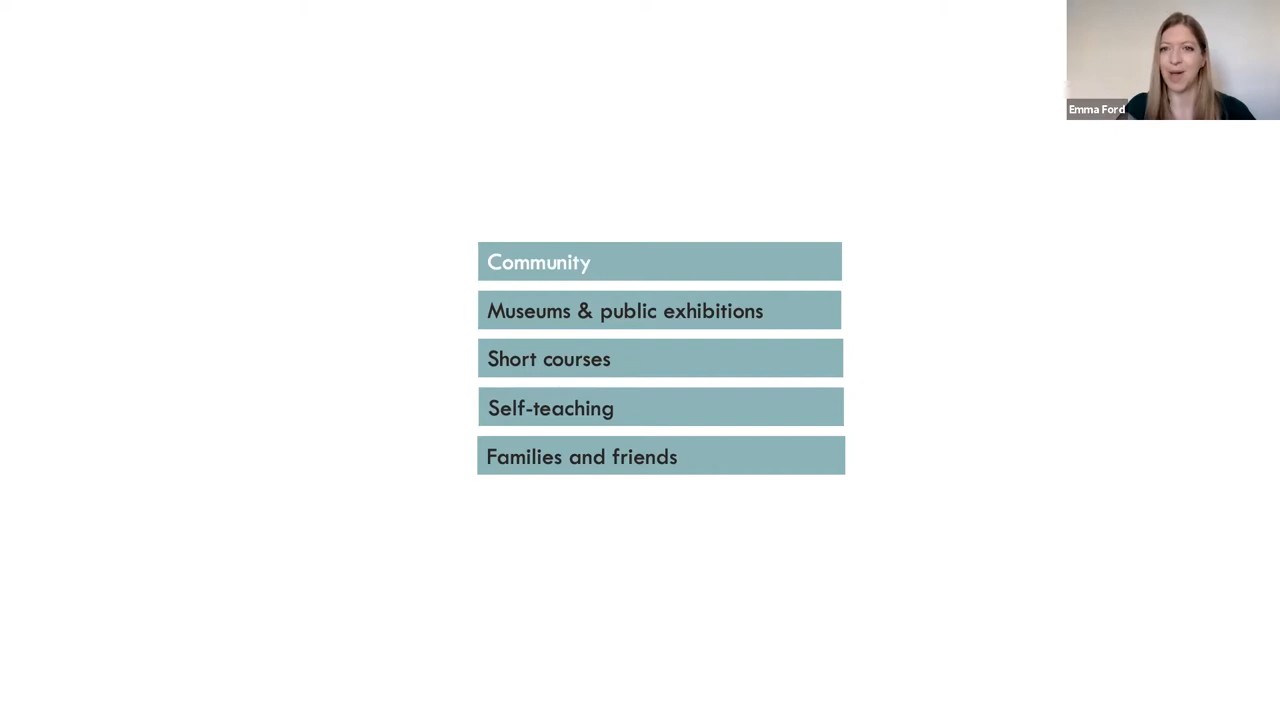 Emma Ford
Community
Museums & public exhibitions
Short courses
Self-teaching
Families and friends